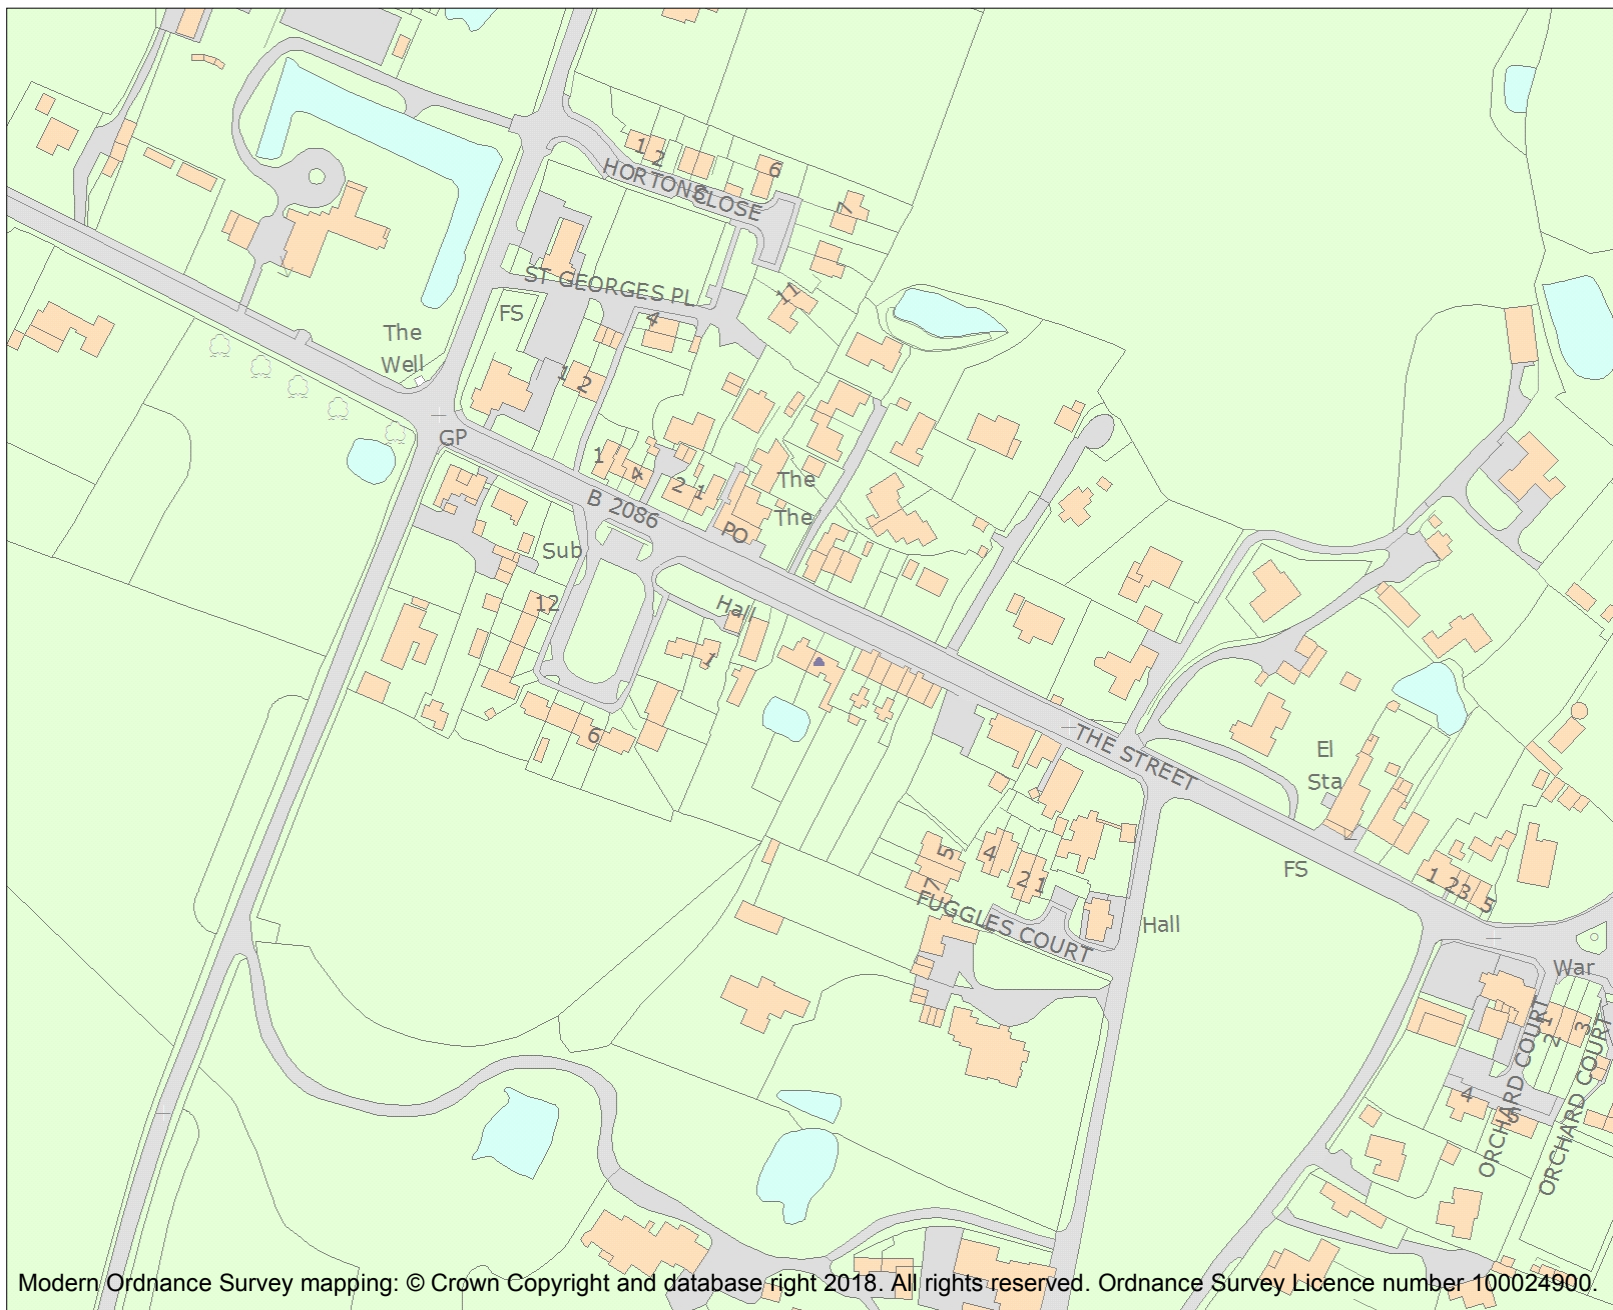 1 2
6
HORTONS CLOSE
7
ST GEORGES PL
11
FS
4
The
Well
1 2
GP
1
4
2 1
The
The
B 2086
PO
Sub
12
Hall
1
6
THE STREET
El
Sta
5
4
2 1
7
FS
1 2 3
5
FUGGLES COURT
Hall
War
1
2
3
ORCHARD COURT
ORCHARD COURT
4
Modern Ordnance Survey mapping: © Crown Copyright and database right 2018. All rights reserved. Ordnance Survey Licence number 100024900.